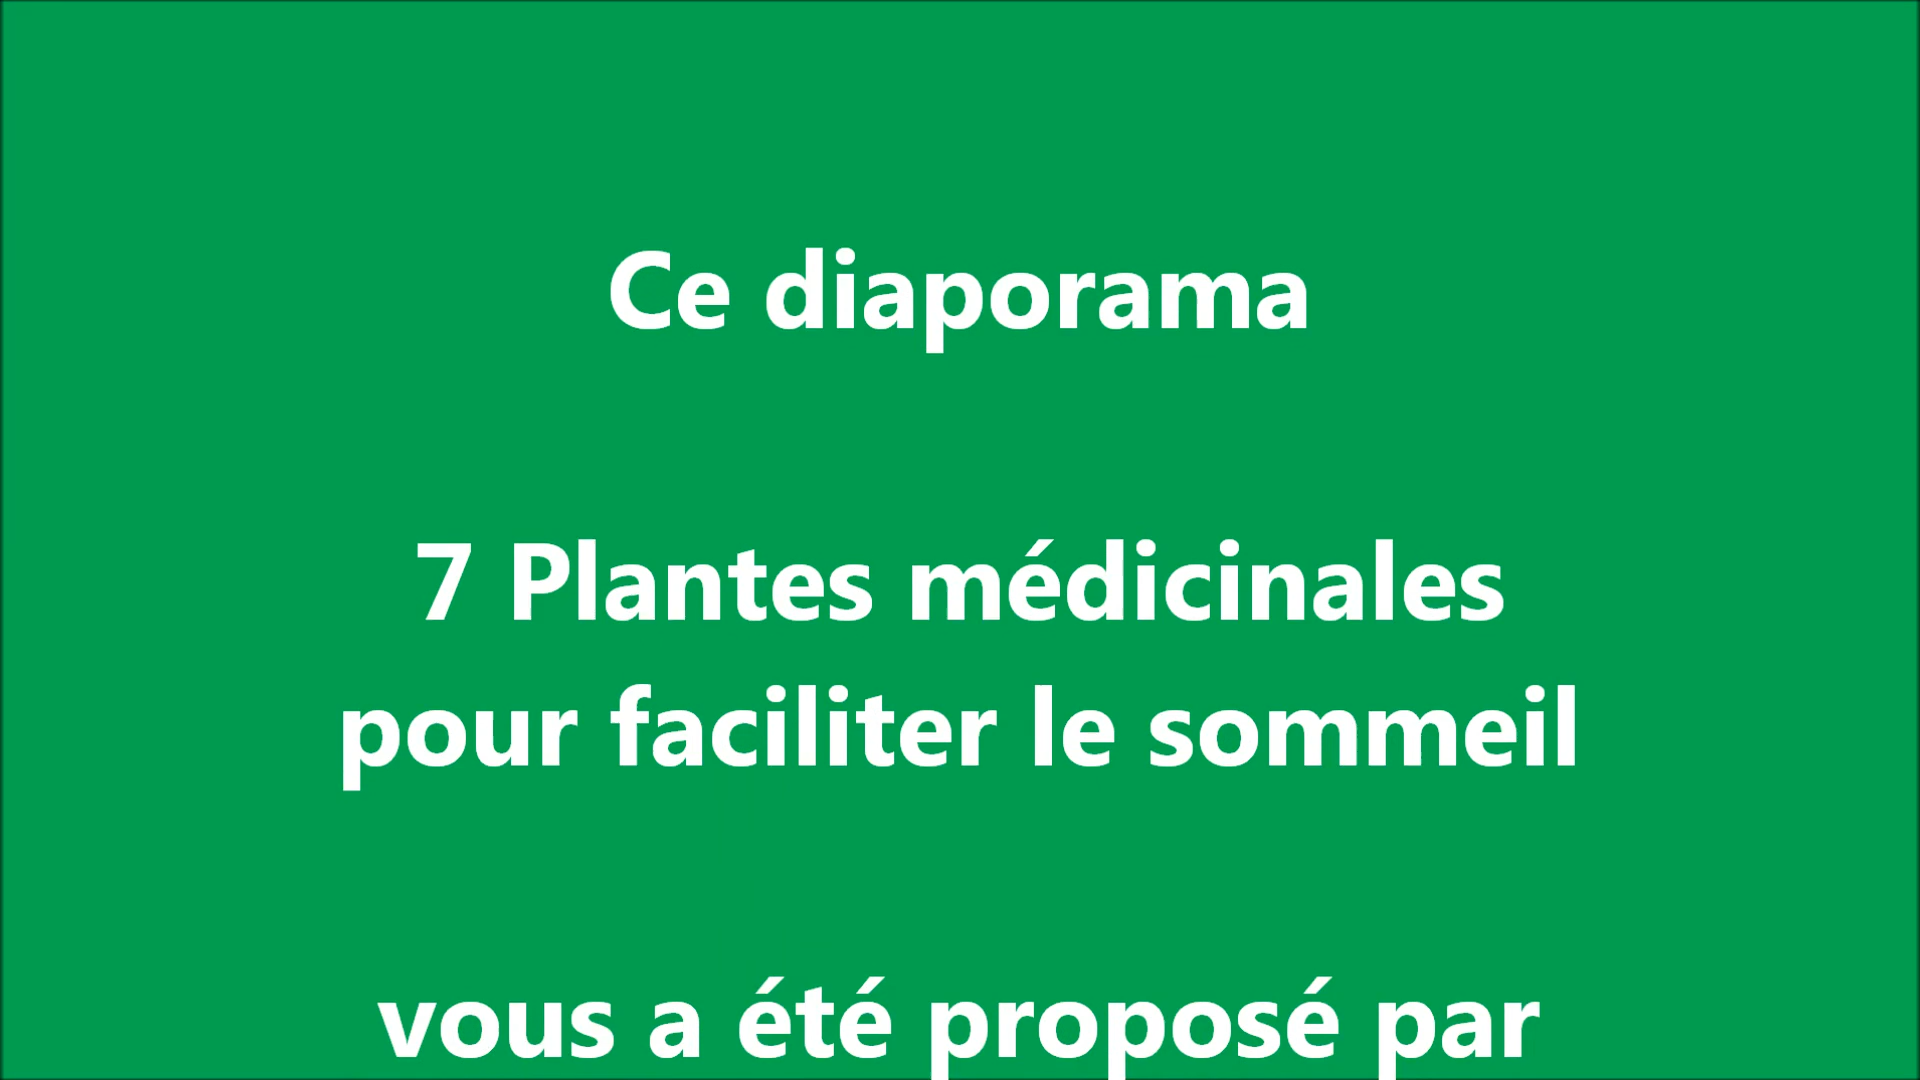 Ce diaporama
7 Plantes médicinales
pour faciliter le sommeil
vous a été proposé par